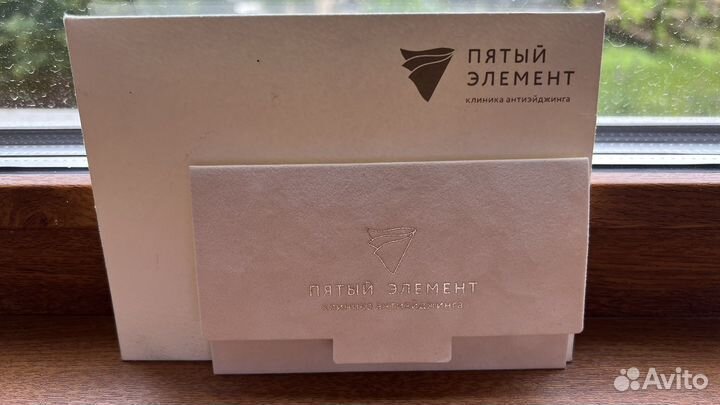 ПЯТЫЙ
ЭЛЕМЕНТ
клиника антиэйджинга
ПЯТЫЙ ЭЛЕМЕНТ
клиника антиэйджинга
Avito